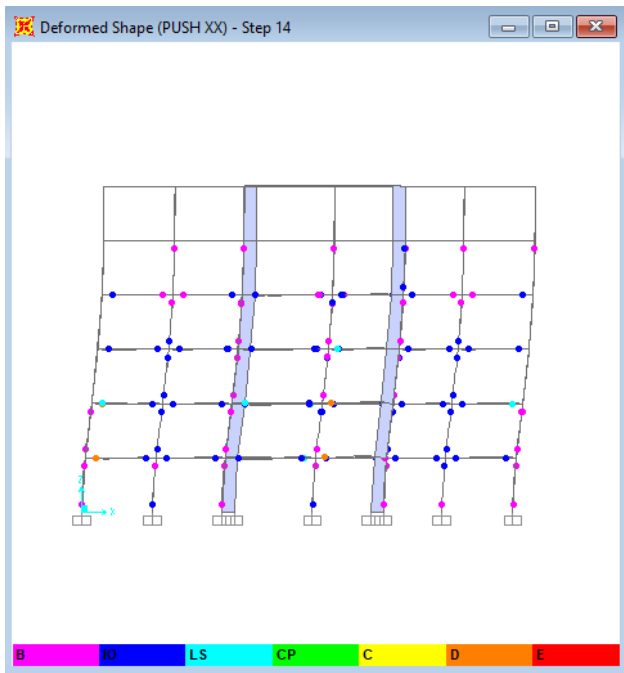 Deformed Shape (PUSH XX) - Step 14
Z
X
B IO LS CP C D E